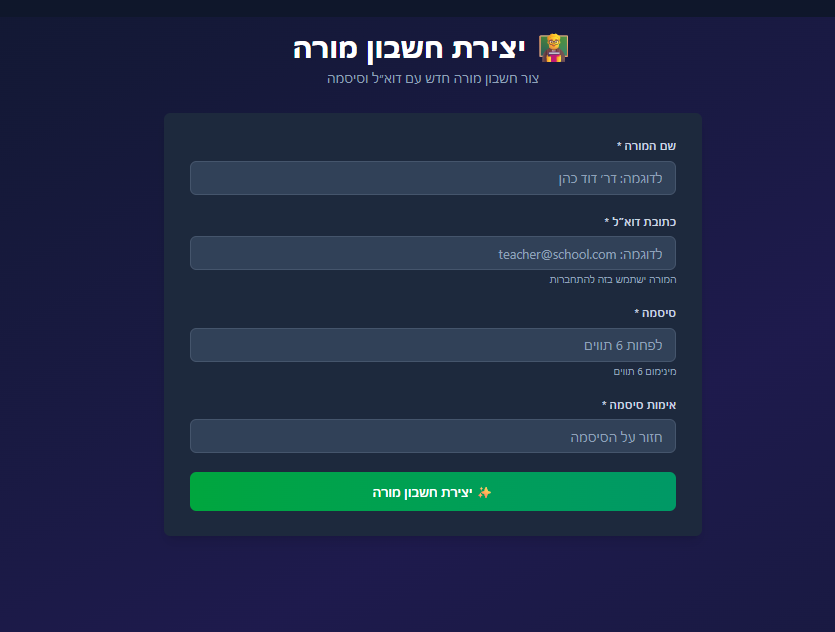 יצירת חשבון מורה
צור חשבון מורה חדש עם דוא״ל וסיסמה
שם המורה *
לדוגמה: דר׳ דוד כהן
כתובת דוא״ל *
לדוגמה: teacher@school.com
המורה ישתמש בזה להתחברות
סיסמה *
לפחות 6 תווים
מינימום 6 תווים
אימות סיסמה *
חזור על הסיסמה
✨ יצירת חשבון מורה